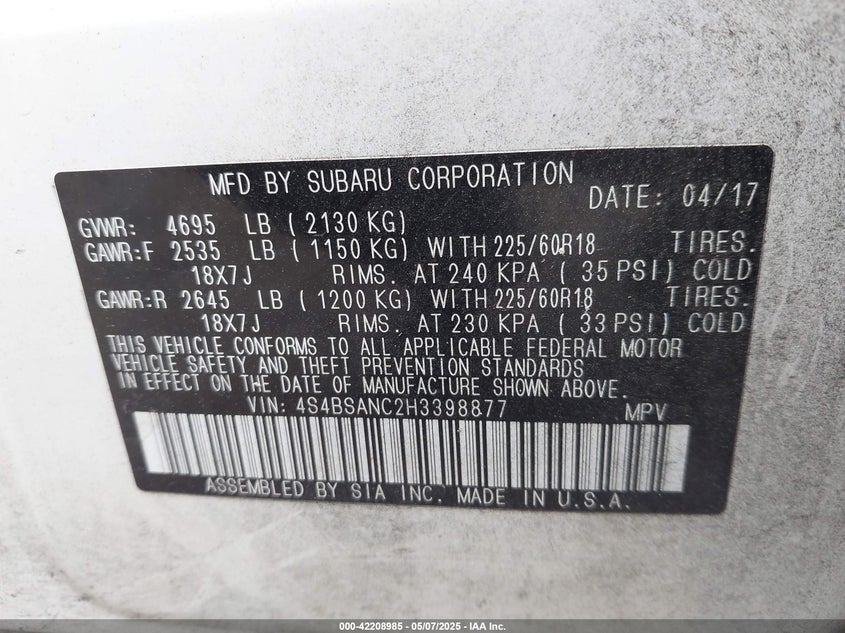 MFD BY SUBARU CORPORATION
DATE: 04/17
GVWR: 4695 LB ( 2130 KG)
GAWR:F 2535 LB ( 1150 KG) WITH 225/60R18 TIRES.
18X7J RIMS. AT 240 KPA ( 35 PSI) COLD
GAWR:R 2645 LB ( 1200 KG) WITH 225/60R18 TIRES.
18X7J RIMS. AT 230 KPA ( 33 PSI) COLD
THIS VEHICLE CONFORMS TO ALL APPLICABLE FEDERAL MOTOR
VEHICLE SAFETY AND THEFT PREVENTION STANDARDS
IN EFFECT ON THE DATE OF MANUFACTURE SHOWN ABOVE.
VIN: 4S4BSANC2H3398877 MPV
ASSEMBLED BY SIA INC. MADE IN U.S.A.
000-42208985 - 05/07/2025 - IAA Inc.